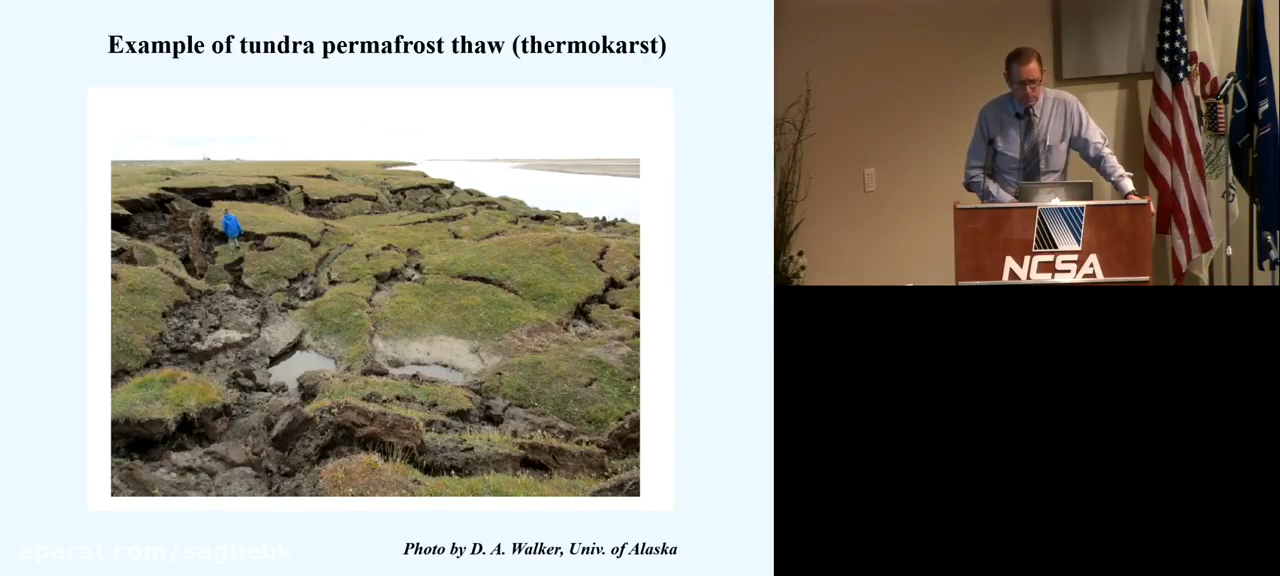 Example of tundra permafrost thaw (thermokarst)
Photo by D. A. Walker, Univ. of Alaska
aparat.com/saghebk
NCSA